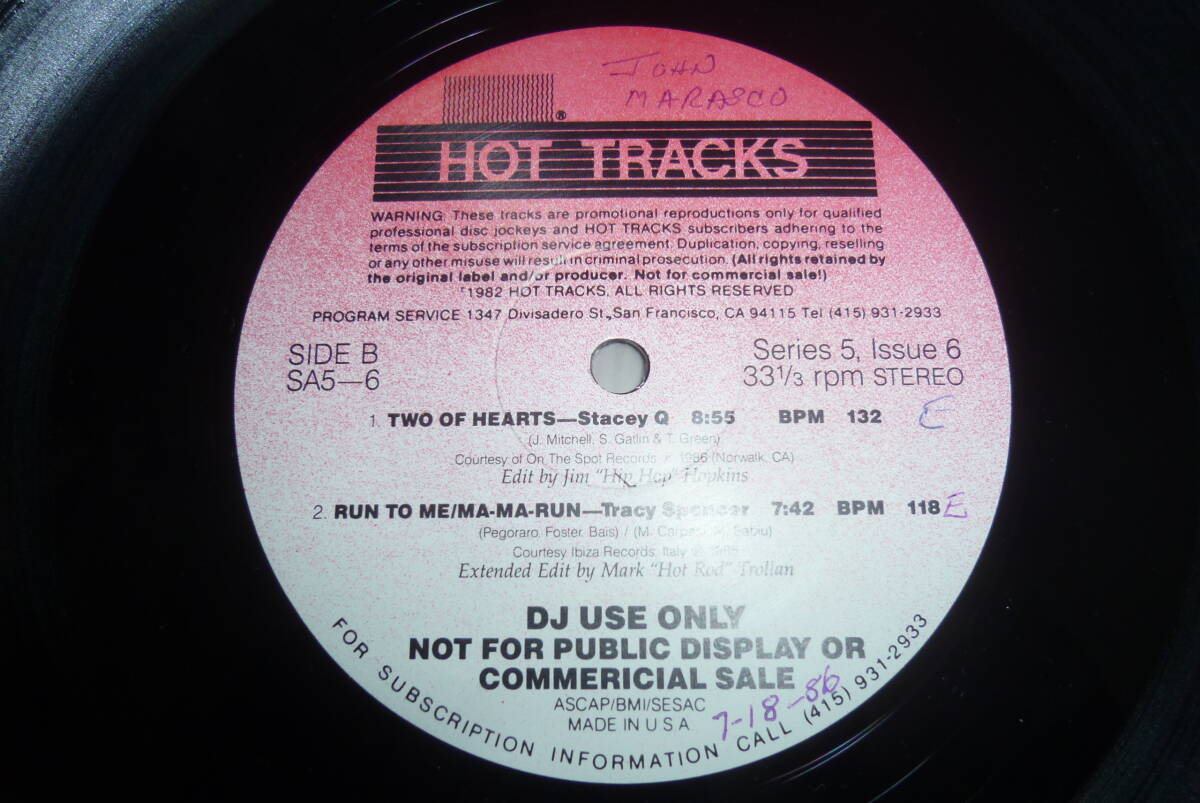 JOHN
MARASCO
®
HOT TRACKS
WARNING: These tracks are promotional reproductions only for qualified
professional disc jockeys and HOT TRACKS subscribers adhering to the
terms of the subscription service agreement. Duplication, copying, reselling
or any other misuse will result in criminal prosecution. (All rights retained by
the original label and/or producer. Not for commercial sale!)
1982 HOT TRACKS, ALL RIGHTS RESERVED
PROGRAM SERVICE 1347 Divisadero St., San Francisco, CA 94115 Tel (415) 931-2933
SIDE B
SA5—6
Series 5, Issue 6
33 1/3 rpm STEREO
1. TWO OF HEARTS—Stacey Q 8:55 BPM 132 E
(J. Mitchell, S. Gatlin & T. Green)
Courtesy of On The Spot Records 1986 (Norwalk, CA)
Edit by Jim "Hip Hop" Hopkins
2. RUN TO ME/MA-MA-RUN—Tracy Spencer 7:42 BPM 118 E
(Pegoraro, Foster, Bais) / (M. Sabiu)
Courtesy Ibiza Records, Italy
Extended Edit by Mark "Hot Rod" Trollan
DJ USE ONLY
NOT FOR PUBLIC DISPLAY OR
COMMERICIAL SALE
ASCAP/BMI/SESAC
MADE IN U.S.A.
7-18-86
FOR SUBSCRIPTION INFORMATION CALL (415) 931-2933